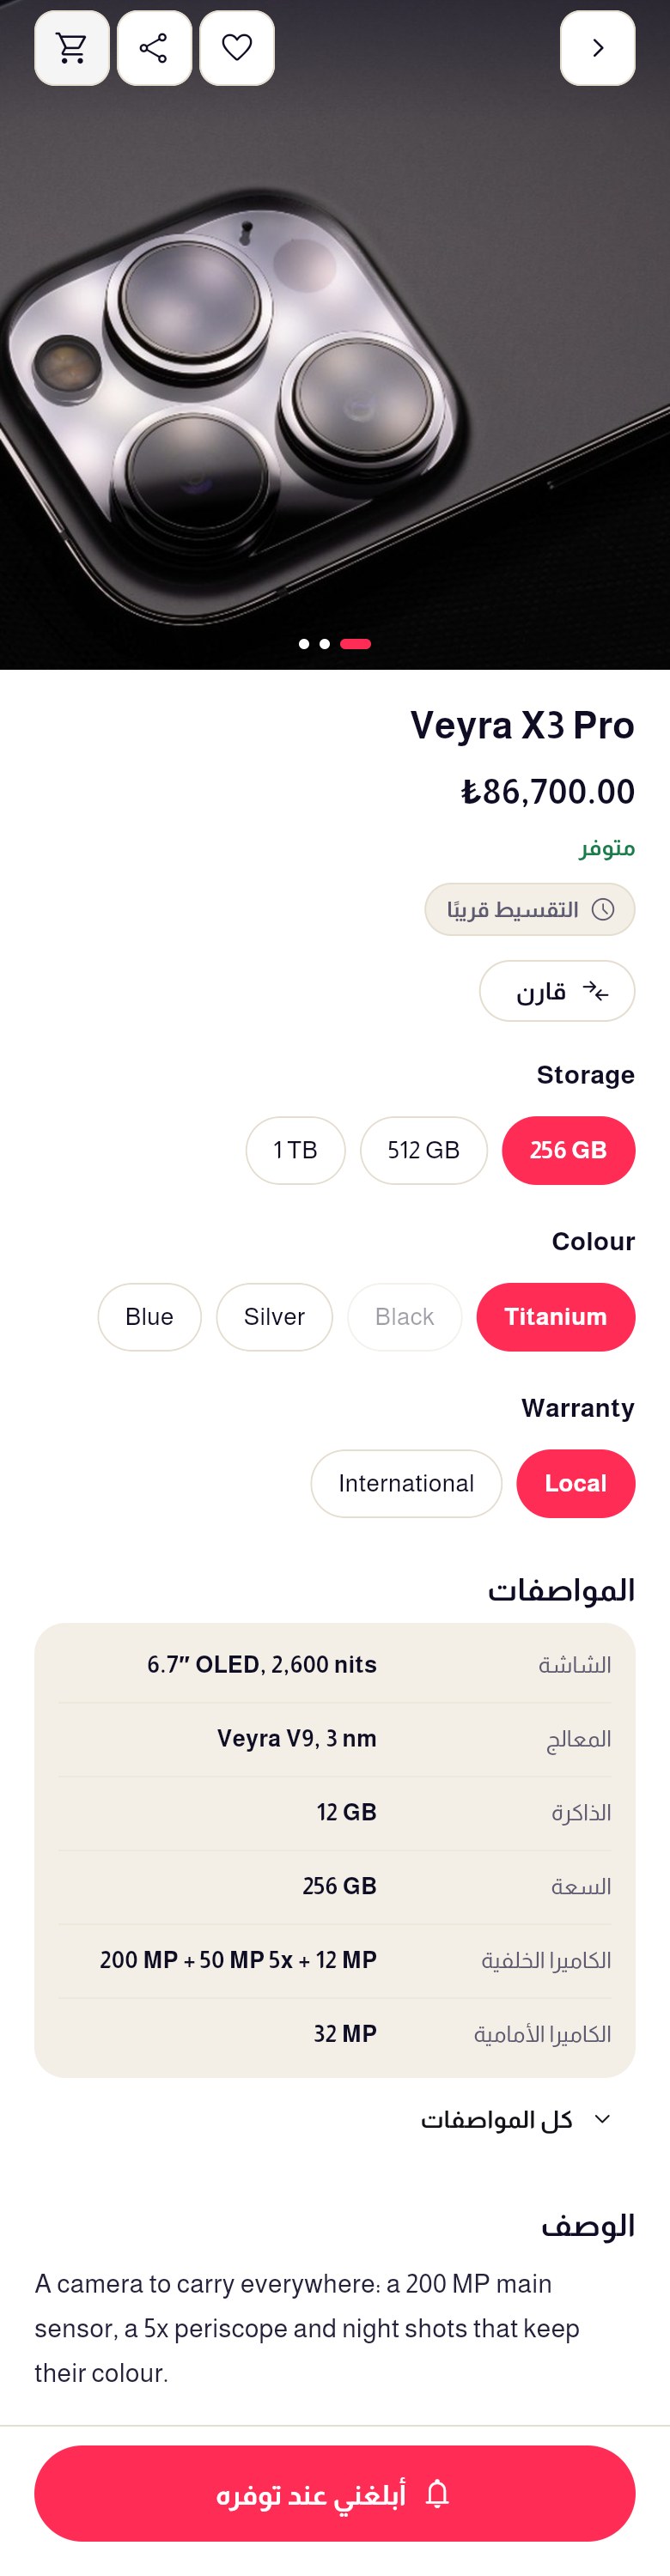 Veyra X3 Pro
₺86,700.00
متوفر
التقسيط قريبًا
قارن
Storage
256 GB
512 GB
1 TB
Colour
Titanium
Black
Silver
Blue
Warranty
Local
International
المواصفات
الشاشة 6.7″ OLED, 2,600 nits
المعالج Veyra V9, 3 nm
الذاكرة 12 GB
السعة 256 GB
الكاميرا الخلفية 200 MP + 50 MP 5x + 12 MP
الكاميرا الأمامية 32 MP
كل المواصفات
الوصف
A camera to carry everywhere: a 200 MP main
sensor, a 5x periscope and night shots that keep
their colour.
أبلغني عند توفره